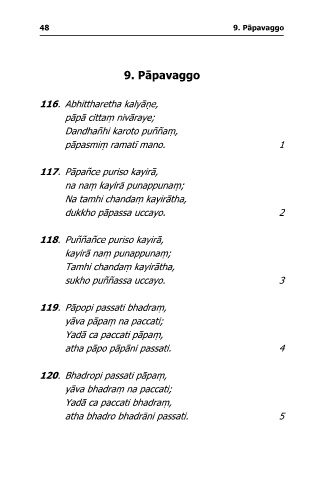 48 9. Pāpavaggo
9. Pāpavaggo
116. Abhittharetha kalyāṇe,
pāpā cittaṃ nivāraye;
Dandhañhi karoto puññaṃ,
pāpasmiṃ ramatī mano. 1
117. Pāpañce puriso kayirā,
na naṃ kayirā punappunaṃ;
Na tamhi chandaṃ kayirātha,
dukkho pāpassa uccayo. 2
118. Puññañce puriso kayirā,
kayirā naṃ punappunaṃ;
Tamhi chandaṃ kayirātha,
sukho puññassa uccayo. 3
119. Pāpopi passati bhadraṃ,
yāva pāpaṃ na paccati;
Yadā ca paccati pāpaṃ,
atha pāpo pāpāni passati. 4
120. Bhadropi passati pāpaṃ,
yāva bhadraṃ na paccati;
Yadā ca paccati bhadraṃ,
atha bhadro bhadrāni passati. 5